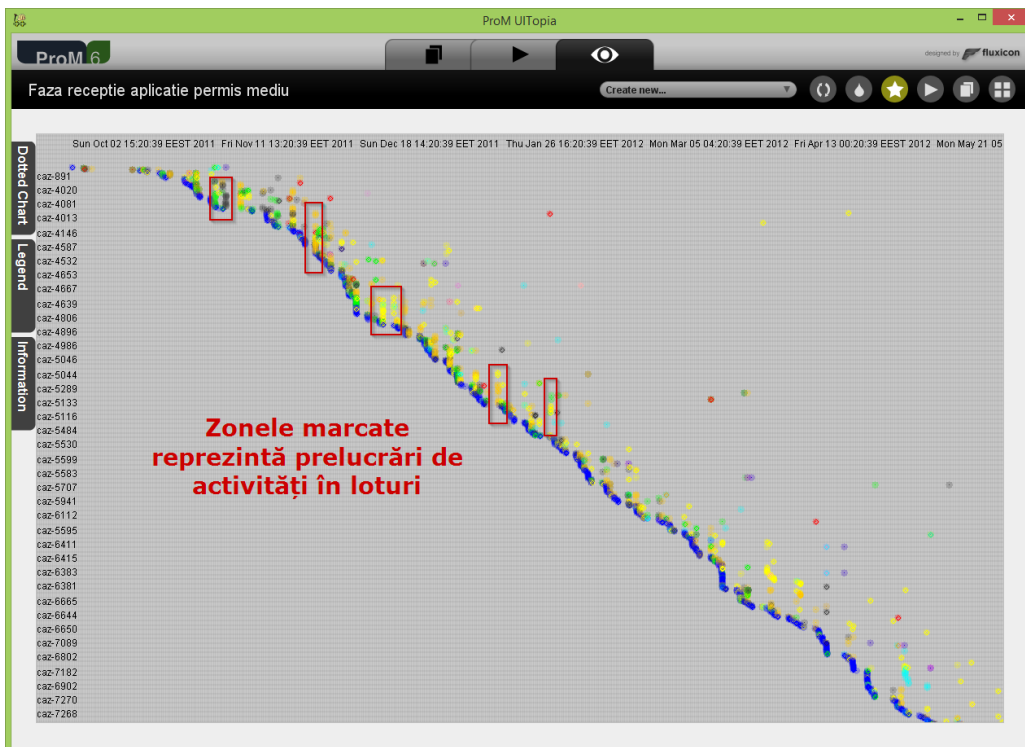 ProM UITopia
ProM 6
designed by fluxicon
Faza receptie aplicatie permis mediu
Create new...
Sun Oct 02 15:20:39 EEST 2011 Fri Nov 11 13:20:39 EET 2011 Sun Dec 18 14:20:39 EET 2011 Thu Jan 26 16:20:39 EET 2012 Mon Mar 05 04:20:39 EET 2012 Fri Apr 13 00:20:39 EEST 2012 Mon May 21 05
Dotted Chart
Legend
Information
caz-891
caz-4020
caz-4081
caz-4013
caz-4146
caz-4587
caz-4532
caz-4653
caz-4667
caz-4639
caz-4806
caz-4896
caz-4986
caz-5046
caz-5044
caz-5289
caz-5133
caz-5116
caz-5484
caz-5530
caz-5599
caz-5583
caz-5707
caz-5941
caz-6112
caz-5595
caz-6411
caz-6415
caz-6383
caz-6381
caz-6665
caz-6644
caz-6650
caz-7089
caz-6802
caz-7182
caz-6902
caz-7270
caz-7268
Zonele marcate
reprezintă prelucrări de
activități în loturi